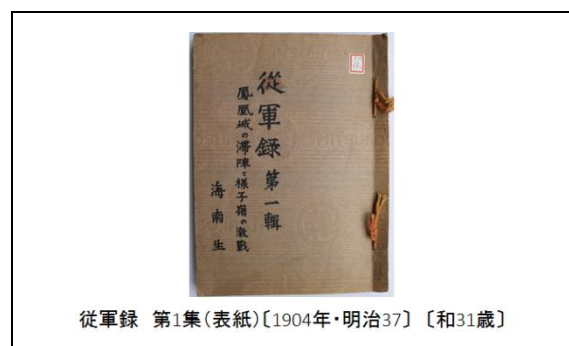 從軍録 第一輯
鳳凰城の滞陣と様子嶺の激戰
海南生
従軍録 第1集(表紙)〔1904年・明治37〕 〔和31歳〕